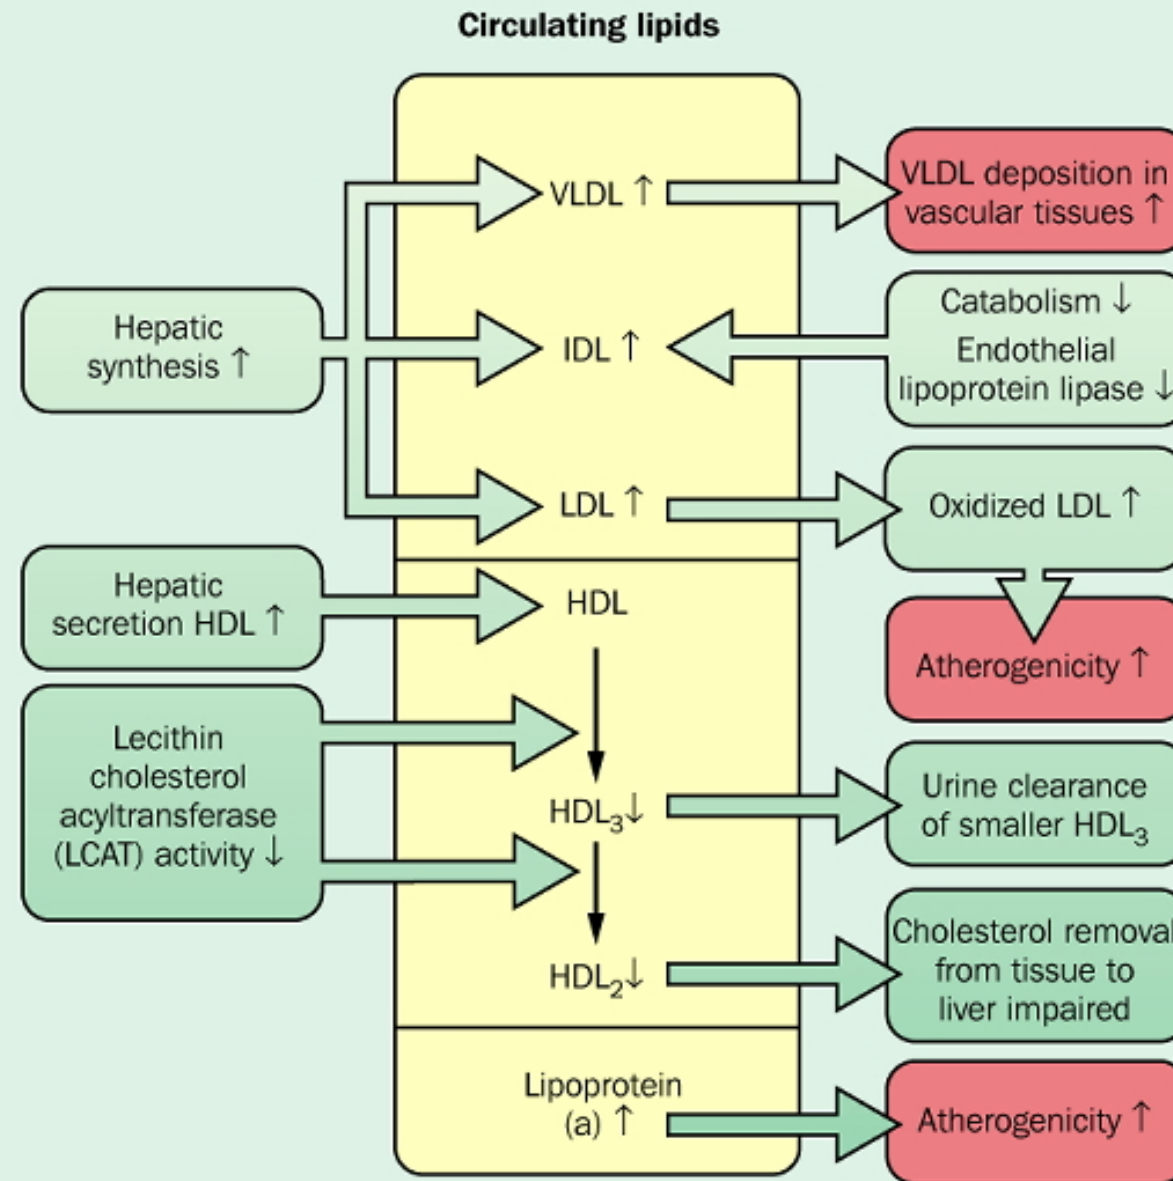 Circulating lipids
VLDL ↑
VLDL deposition in
vascular tissues ↑
Hepatic
synthesis ↑
IDL ↑
Catabolism ↓
Endothelial
lipoprotein lipase ↓
LDL ↑
Oxidized LDL ↑
Hepatic
secretion HDL ↑
HDL
Atherogenicity ↑
Lecithin
cholesterol
acyltransferase
(LCAT) activity ↓
HDL₃↓
Urine clearance
of smaller HDL₃
HDL₂↓
Cholesterol removal
from tissue to
liver impaired
Lipoprotein
(a) ↑
Atherogenicity ↑